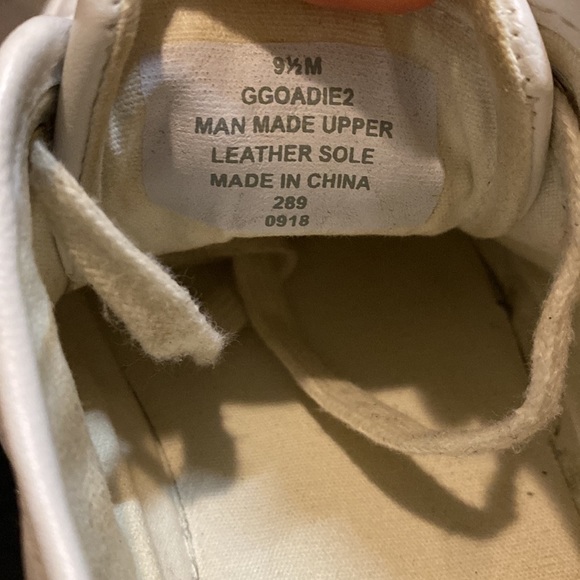 9½M
GGOADIE2
MAN MADE UPPER
LEATHER SOLE
MADE IN CHINA
289
0918